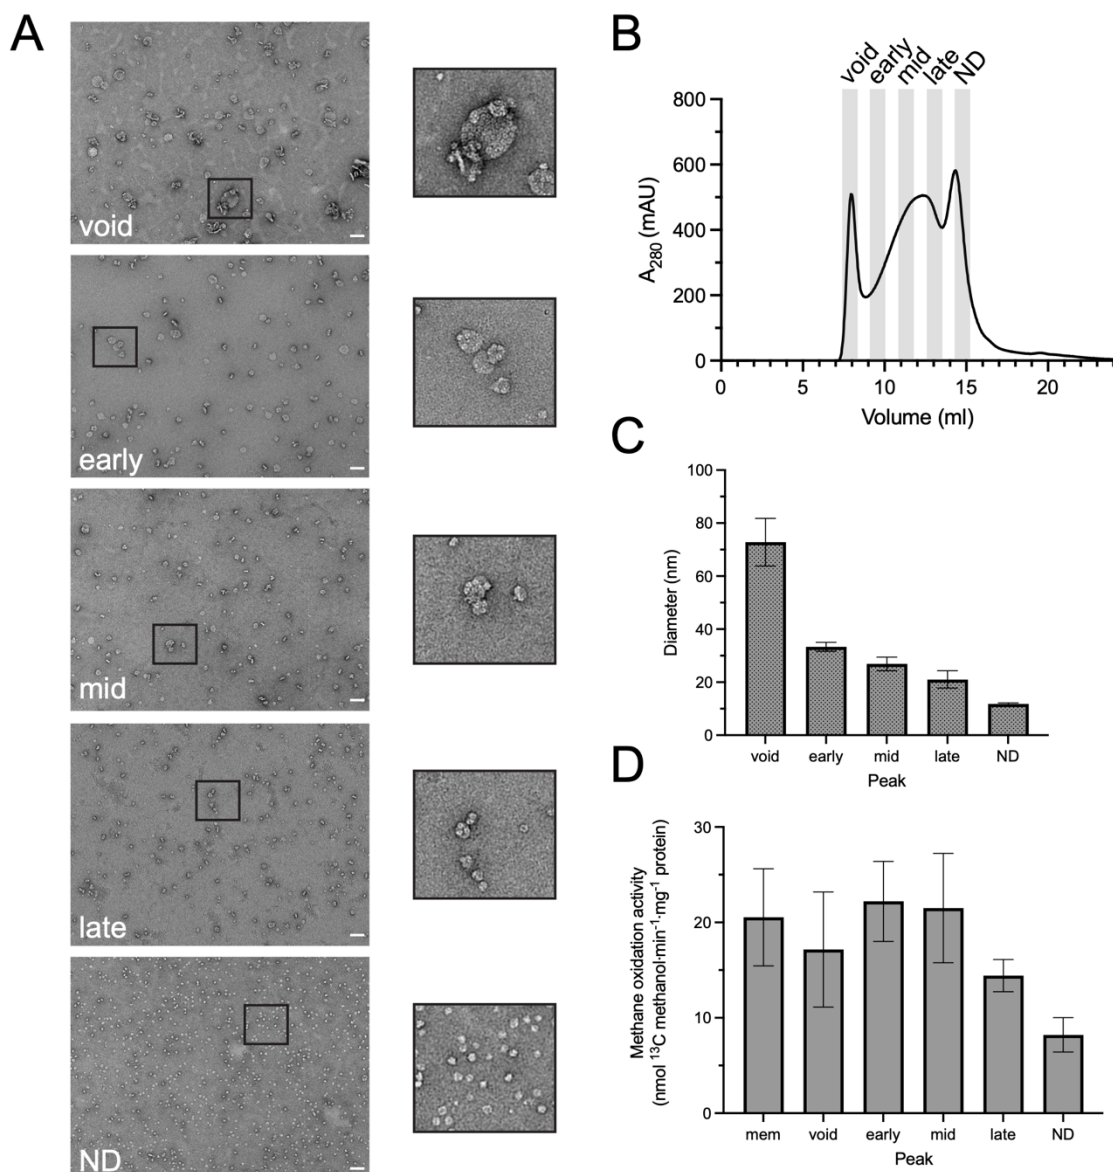 A
void
early
mid
late
ND
B
void
early
mid
late
ND
800
600
400
200
0
A280 (mAU)
0
5
10
15
20
Volume (ml)
C
100
80
60
40
20
0
Diameter (nm)
void
early
mid
late
ND
Peak
D
30
20
10
0
Methane oxidation activity
(nmol ¹³C methanol·min⁻¹·mg⁻¹ protein)
mem
void
early
mid
late
ND
Peak